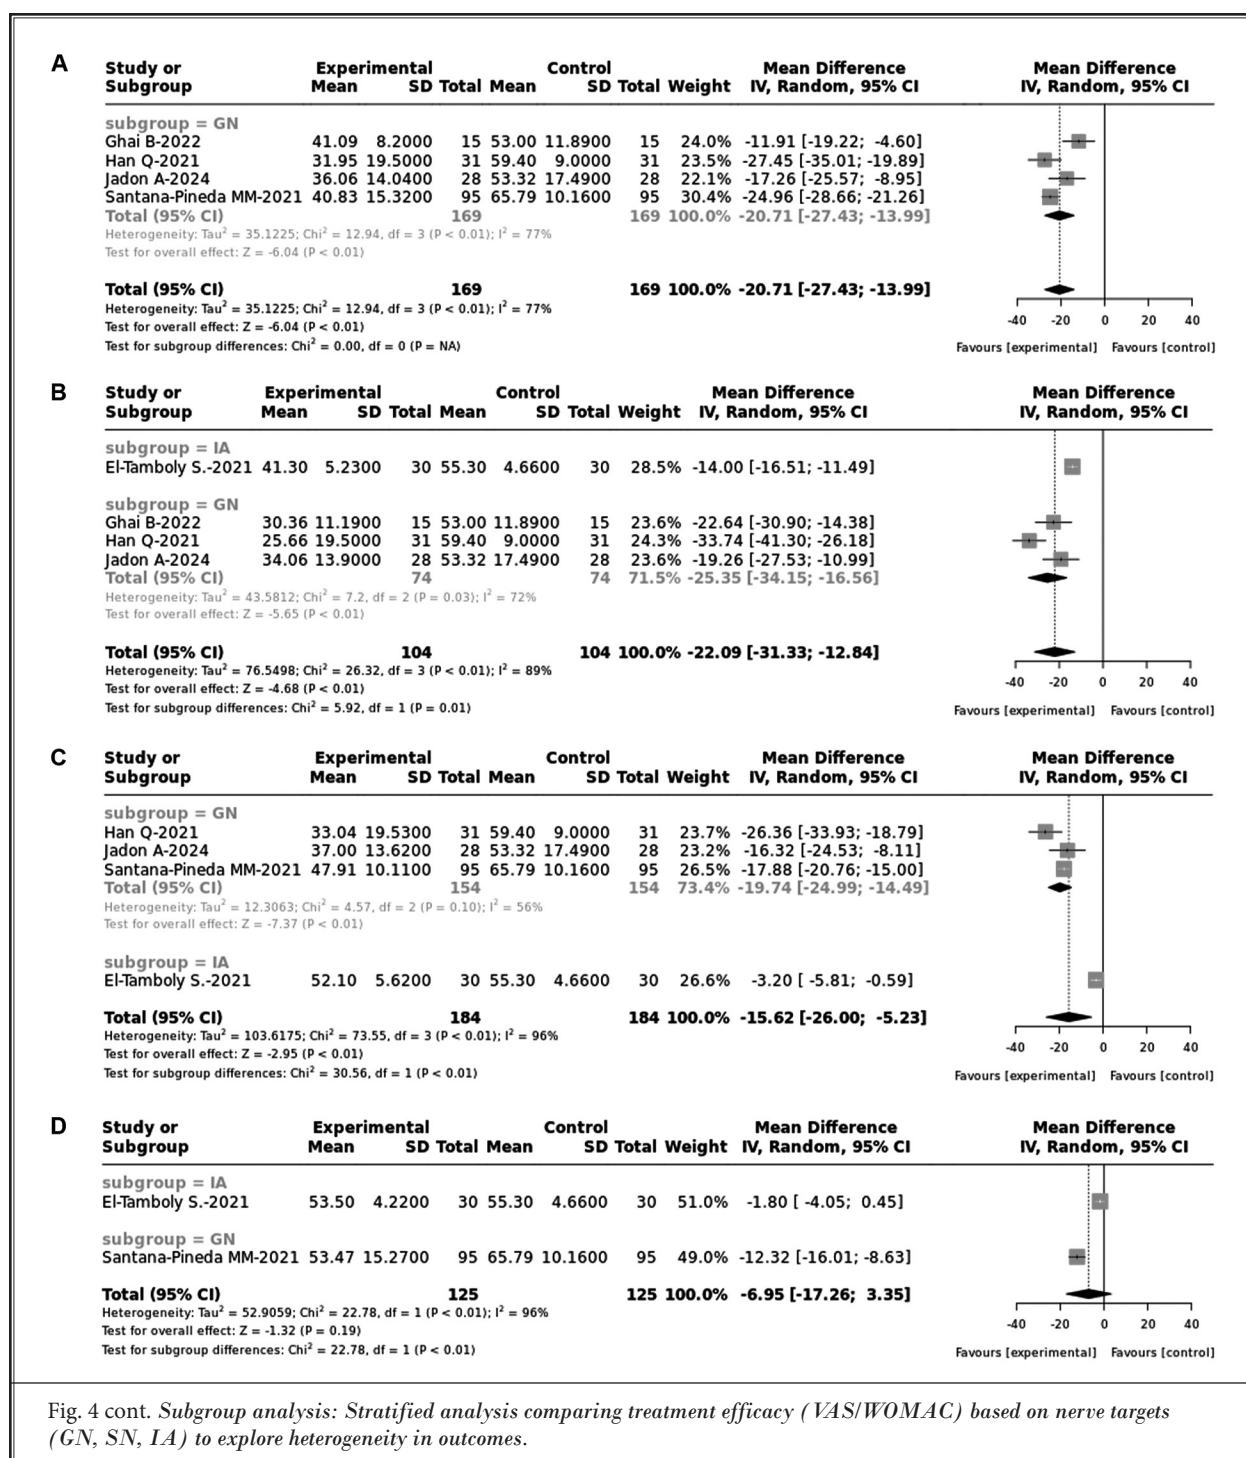 A
Study or Experimental Control Mean Difference Mean Difference
Subgroup Mean SD Total Mean SD Total Weight IV, Random, 95% CI IV, Random, 95% CI
subgroup = GN
Ghai B-2022 41.09 8.2000 15 53.00 11.8900 15 24.0% -11.91 [-19.22; -4.60]
Han Q-2021 31.95 19.5000 31 59.40 9.0000 31 23.5% -27.45 [-35.01; -19.89]
Jadon A-2024 36.06 14.0400 28 53.32 17.4900 28 22.1% -17.26 [-25.57; -8.95]
Santana-Pineda MM-2021 40.83 15.3200 95 65.79 10.1600 95 30.4% -24.96 [-28.66; -21.26]
Total (95% CI) 169 169 100.0% -20.71 [-27.43; -13.99]
Heterogeneity: Tau² = 35.1225; Chi² = 12.94, df = 3 (P < 0.01); I² = 77%
Test for overall effect: Z = -6.04 (P < 0.01)
Total (95% CI) 169 169 100.0% -20.71 [-27.43; -13.99]
Heterogeneity: Tau² = 35.1225; Chi² = 12.94, df = 3 (P < 0.01); I² = 77%
Test for overall effect: Z = -6.04 (P < 0.01)
Test for subgroup differences: Chi² = 0.00, df = 0 (P = NA)
-40 -20 0 20 40
Favours [experimental] Favours [control]
B
Study or Experimental Control Mean Difference Mean Difference
Subgroup Mean SD Total Mean SD Total Weight IV, Random, 95% CI IV, Random, 95% CI
subgroup = IA
El-Tamboly S.-2021 41.30 5.2300 30 55.30 4.6600 30 28.5% -14.00 [-16.51; -11.49]
subgroup = GN
Ghai B-2022 30.36 11.1900 15 53.00 11.8900 15 23.6% -22.64 [-30.90; -14.38]
Han Q-2021 25.66 19.5000 31 59.40 9.0000 31 24.3% -33.74 [-41.30; -26.18]
Jadon A-2024 34.06 13.9000 28 53.32 17.4900 28 23.6% -19.26 [-27.53; -10.99]
Total (95% CI) 74 74 71.5% -25.35 [-34.15; -16.56]
Heterogeneity: Tau² = 43.5812; Chi² = 7.2, df = 2 (P = 0.03); I² = 72%
Test for overall effect: Z = -5.65 (P < 0.01)
Total (95% CI) 104 104 100.0% -22.09 [-31.33; -12.84]
Heterogeneity: Tau² = 76.5498; Chi² = 26.32, df = 3 (P < 0.01); I² = 89%
Test for overall effect: Z = -4.68 (P < 0.01)
Test for subgroup differences: Chi² = 5.92, df = 1 (P = 0.01)
-40 -20 0 20 40
Favours [experimental] Favours [control]
C
Study or Experimental Control Mean Difference Mean Difference
Subgroup Mean SD Total Mean SD Total Weight IV, Random, 95% CI IV, Random, 95% CI
subgroup = GN
Han Q-2021 33.04 19.5300 31 59.40 9.0000 31 23.7% -26.36 [-33.93; -18.79]
Jadon A-2024 37.00 13.6200 28 53.32 17.4900 28 23.2% -16.32 [-24.53; -8.11]
Santana-Pineda MM-2021 47.91 10.1100 95 65.79 10.1600 95 26.5% -17.88 [-20.76; -15.00]
Total (95% CI) 154 154 73.4% -19.74 [-24.99; -14.49]
Heterogeneity: Tau² = 12.3063; Chi² = 4.57, df = 2 (P = 0.10); I² = 56%
Test for overall effect: Z = -7.37 (P < 0.01)
subgroup = IA
El-Tamboly S.-2021 52.10 5.6200 30 55.30 4.6600 30 26.6% -3.20 [ -5.81; -0.59]
Total (95% CI) 184 184 100.0% -15.62 [-26.00; -5.23]
Heterogeneity: Tau² = 103.6175; Chi² = 73.55, df = 3 (P < 0.01); I² = 96%
Test for overall effect: Z = -2.95 (P < 0.01)
Test for subgroup differences: Chi² = 30.56, df = 1 (P < 0.01)
-40 -20 0 20 40
Favours [experimental] Favours [control]
D
Study or Experimental Control Mean Difference Mean Difference
Subgroup Mean SD Total Mean SD Total Weight IV, Random, 95% CI IV, Random, 95% CI
subgroup = IA
El-Tamboly S.-2021 53.50 4.2200 30 55.30 4.6600 30 51.0% -1.80 [ -4.05; 0.45]
subgroup = GN
Santana-Pineda MM-2021 53.47 15.2700 95 65.79 10.1600 95 49.0% -12.32 [-16.01; -8.63]
Total (95% CI) 125 125 100.0% -6.95 [-17.26; 3.35]
Heterogeneity: Tau² = 52.9059; Chi² = 22.78, df = 1 (P < 0.01); I² = 96%
Test for overall effect: Z = -1.32 (P = 0.19)
Test for subgroup differences: Chi² = 22.78, df = 1 (P < 0.01)
-40 -20 0 20 40
Favours [experimental] Favours [control]
Fig. 4 cont. Subgroup analysis: Stratified analysis comparing treatment efficacy (VAS/WOMAC) based on nerve targets
(GN, SN, IA) to explore heterogeneity in outcomes.